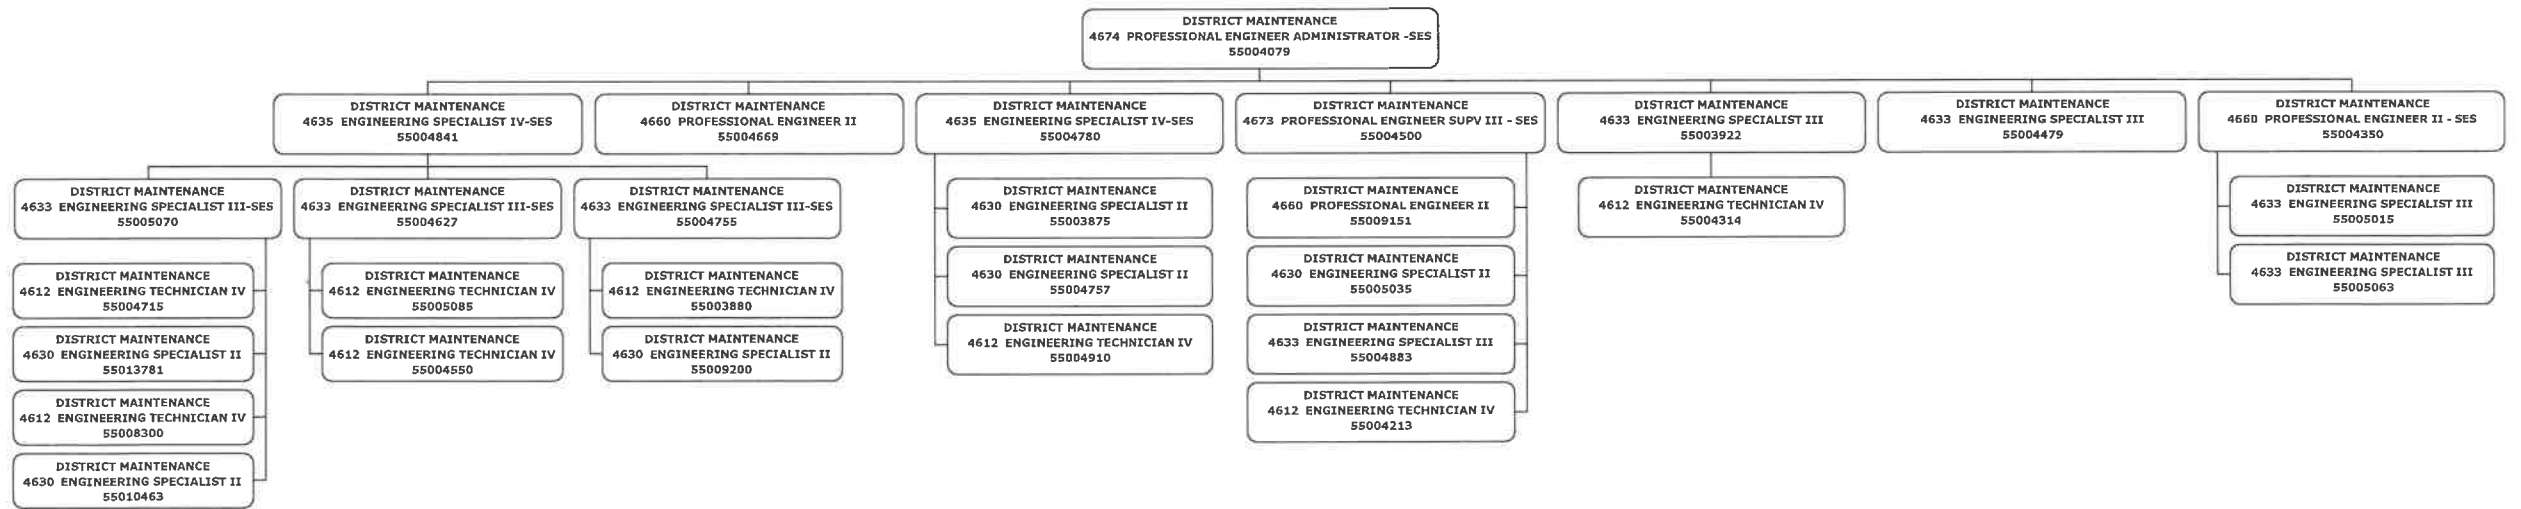 DISTRICT MAINTENANCE
4674 PROFESSIONAL ENGINEER ADMINISTRATOR -SES
55004079
DISTRICT MAINTENANCE
4635 ENGINEERING SPECIALIST IV-SES
55004841
DISTRICT MAINTENANCE
4660 PROFESSIONAL ENGINEER II
55004669
DISTRICT MAINTENANCE
4635 ENGINEERING SPECIALIST IV-SES
55004780
DISTRICT MAINTENANCE
4673 PROFESSIONAL ENGINEER SUPV III - SES
55004500
DISTRICT MAINTENANCE
4633 ENGINEERING SPECIALIST III
55003922
DISTRICT MAINTENANCE
4633 ENGINEERING SPECIALIST III
55004479
DISTRICT MAINTENANCE
4660 PROFESSIONAL ENGINEER II - SES
55004350
DISTRICT MAINTENANCE
4633 ENGINEERING SPECIALIST III-SES
55005070
DISTRICT MAINTENANCE
4633 ENGINEERING SPECIALIST III-SES
55004627
DISTRICT MAINTENANCE
4633 ENGINEERING SPECIALIST III-SES
55004755
DISTRICT MAINTENANCE
4612 ENGINEERING TECHNICIAN IV
55004715
DISTRICT MAINTENANCE
4630 ENGINEERING SPECIALIST II
55013781
DISTRICT MAINTENANCE
4612 ENGINEERING TECHNICIAN IV
55008300
DISTRICT MAINTENANCE
4630 ENGINEERING SPECIALIST II
55010463
DISTRICT MAINTENANCE
4612 ENGINEERING TECHNICIAN IV
55005085
DISTRICT MAINTENANCE
4612 ENGINEERING TECHNICIAN IV
55004550
DISTRICT MAINTENANCE
4612 ENGINEERING TECHNICIAN IV
55003880
DISTRICT MAINTENANCE
4630 ENGINEERING SPECIALIST II
55009200
DISTRICT MAINTENANCE
4630 ENGINEERING SPECIALIST II
55003875
DISTRICT MAINTENANCE
4630 ENGINEERING SPECIALIST II
55004757
DISTRICT MAINTENANCE
4612 ENGINEERING TECHNICIAN IV
55004910
DISTRICT MAINTENANCE
4660 PROFESSIONAL ENGINEER II
55009151
DISTRICT MAINTENANCE
4630 ENGINEERING SPECIALIST II
55005035
DISTRICT MAINTENANCE
4633 ENGINEERING SPECIALIST III
55004883
DISTRICT MAINTENANCE
4612 ENGINEERING TECHNICIAN IV
55004213
DISTRICT MAINTENANCE
4612 ENGINEERING TECHNICIAN IV
55004314
DISTRICT MAINTENANCE
4633 ENGINEERING SPECIALIST III
55005015
DISTRICT MAINTENANCE
4633 ENGINEERING SPECIALIST III
55005063